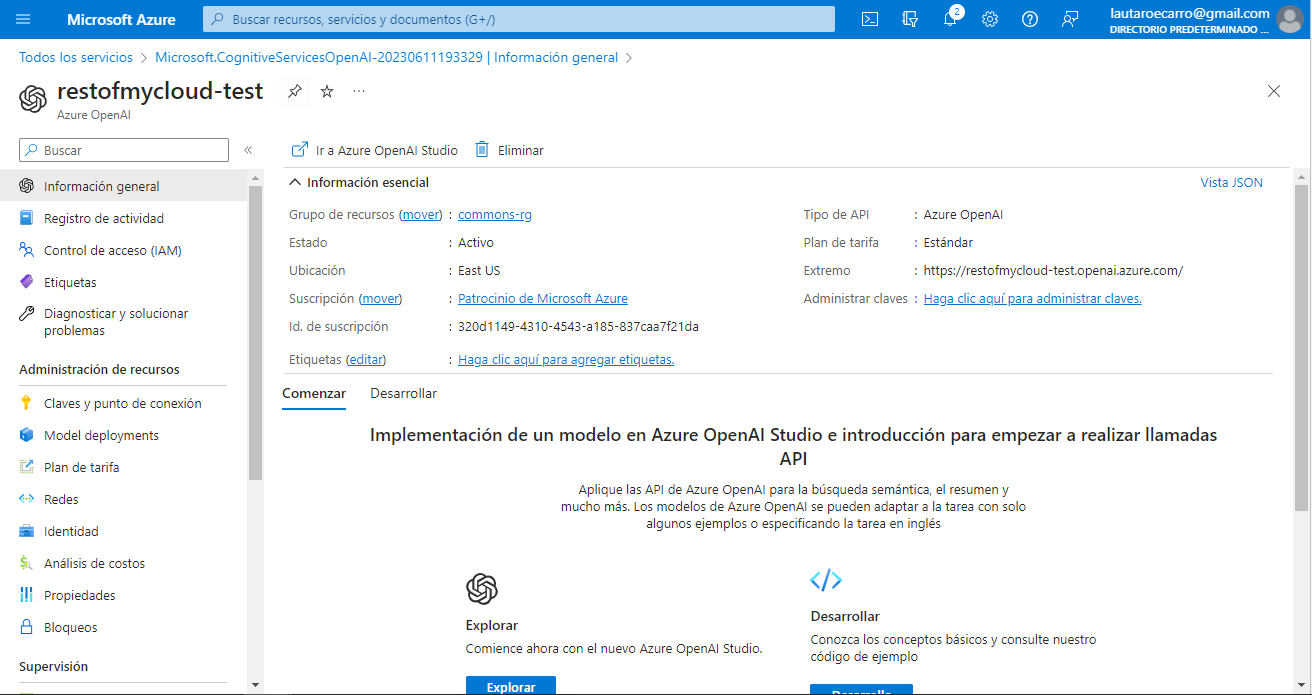 Microsoft Azure
Buscar recursos, servicios y documentos (G+/)
2
lautaroecarro@gmail.com
DIRECTORIO PREDETERMINADO ...
Todos los servicios > Microsoft.CognitiveServicesOpenAI-20230611193329 | Información general >
restofmycloud-test
Azure OpenAI
Buscar
Información general
Registro de actividad
Control de acceso (IAM)
Etiquetas
Diagnosticar y solucionar
problemas
Administración de recursos
Claves y punto de conexión
Model deployments
Plan de tarifa
Redes
Identidad
Análisis de costos
Propiedades
Bloqueos
Supervisión
Ir a Azure OpenAI Studio
Eliminar
Información esencial
Vista JSON
Grupo de recursos (mover) : commons-rg
Estado : Activo
Ubicación : East US
Suscripción (mover) : Patrocinio de Microsoft Azure
Id. de suscripción : 320d1149-4310-4543-a185-837caa7f21da
Etiquetas (editar) : Haga clic aquí para agregar etiquetas.
Tipo de API : Azure OpenAI
Plan de tarifa : Estándar
Extremo : https://restofmycloud-test.openai.azure.com/
Administrar claves : Haga clic aquí para administrar claves.
Comenzar
Desarrollar
Implementación de un modelo en Azure OpenAI Studio e introducción para empezar a realizar llamadas
API
Aplique las API de Azure OpenAI para la búsqueda semántica, el resumen y
mucho más. Los modelos de Azure OpenAI se pueden adaptar a la tarea con solo
algunos ejemplos o especificando la tarea en inglés
Explorar
Comience ahora con el nuevo Azure OpenAI Studio.
Explorar
Desarrollar
Conozca los conceptos básicos y consulte nuestro
código de ejemplo